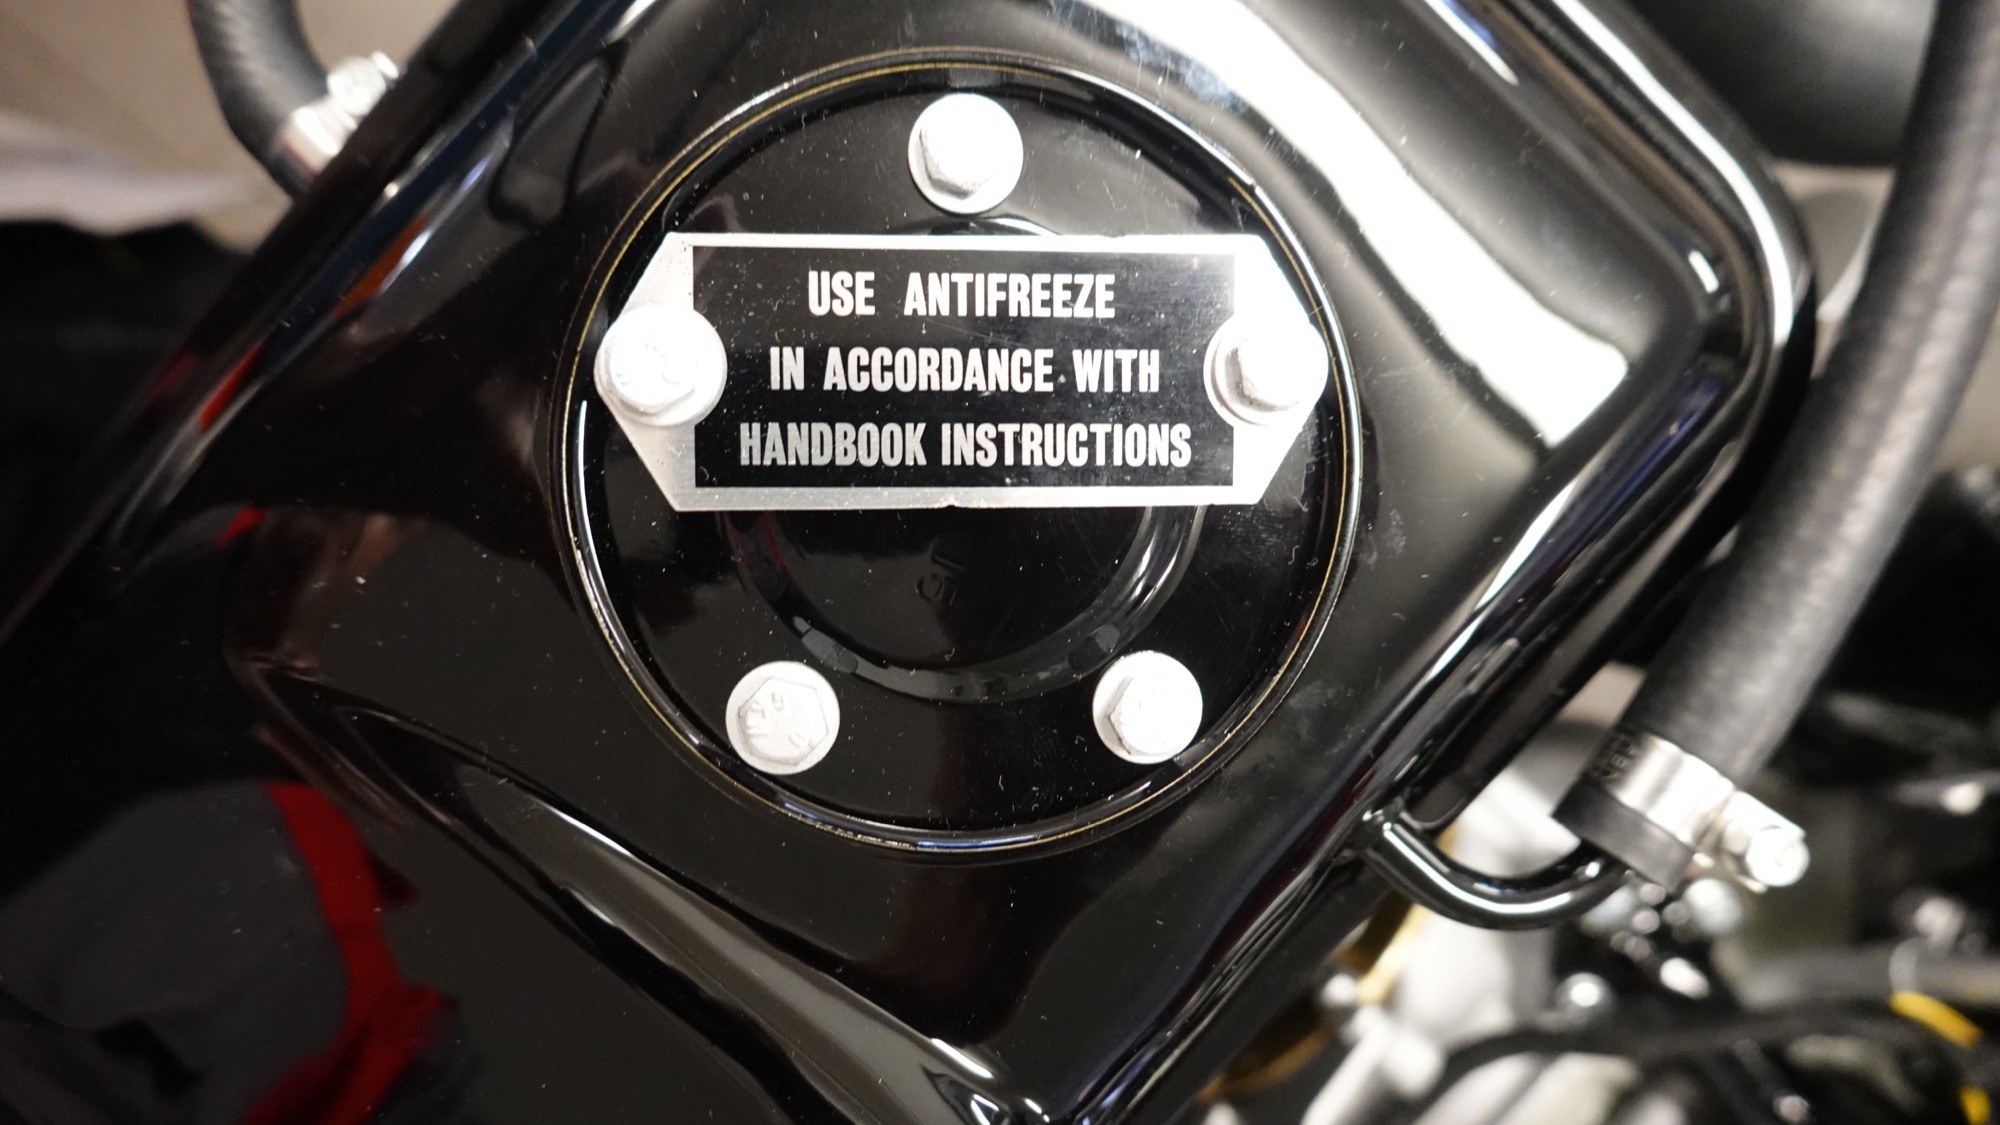 USE ANTIFREEZE
IN ACCORDANCE WITH
HANDBOOK INSTRUCTIONS